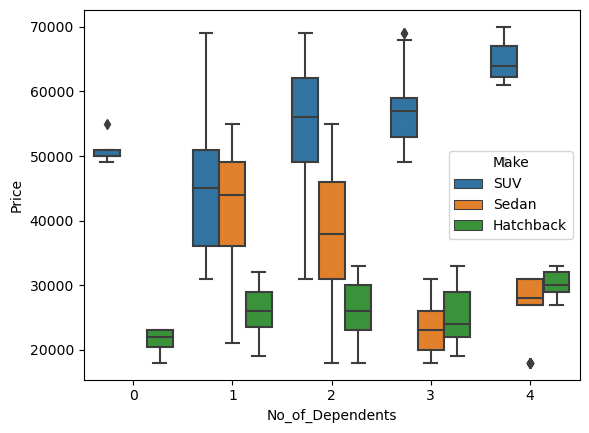 70000
60000
50000
40000
30000
20000
Price
0 1 2 3 4
No_of_Dependents
Make
SUV
Sedan
Hatchback